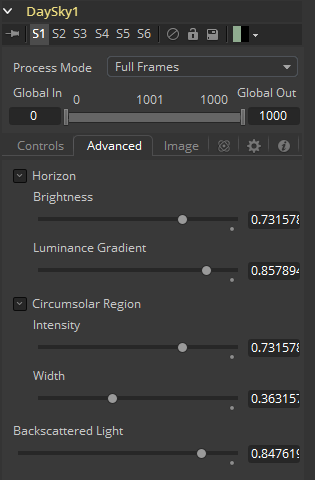 DaySky1
S1 S2 S3 S4 S5 S6
Process Mode Full Frames
Global In 0 1001 1000 Global Out
0 1000
Controls Advanced Image
Horizon
Brightness
0.731578
Luminance Gradient
0.857894
Circumsolar Region
Intensity
0.731578
Width
0.363157
Backscattered Light
0.847619